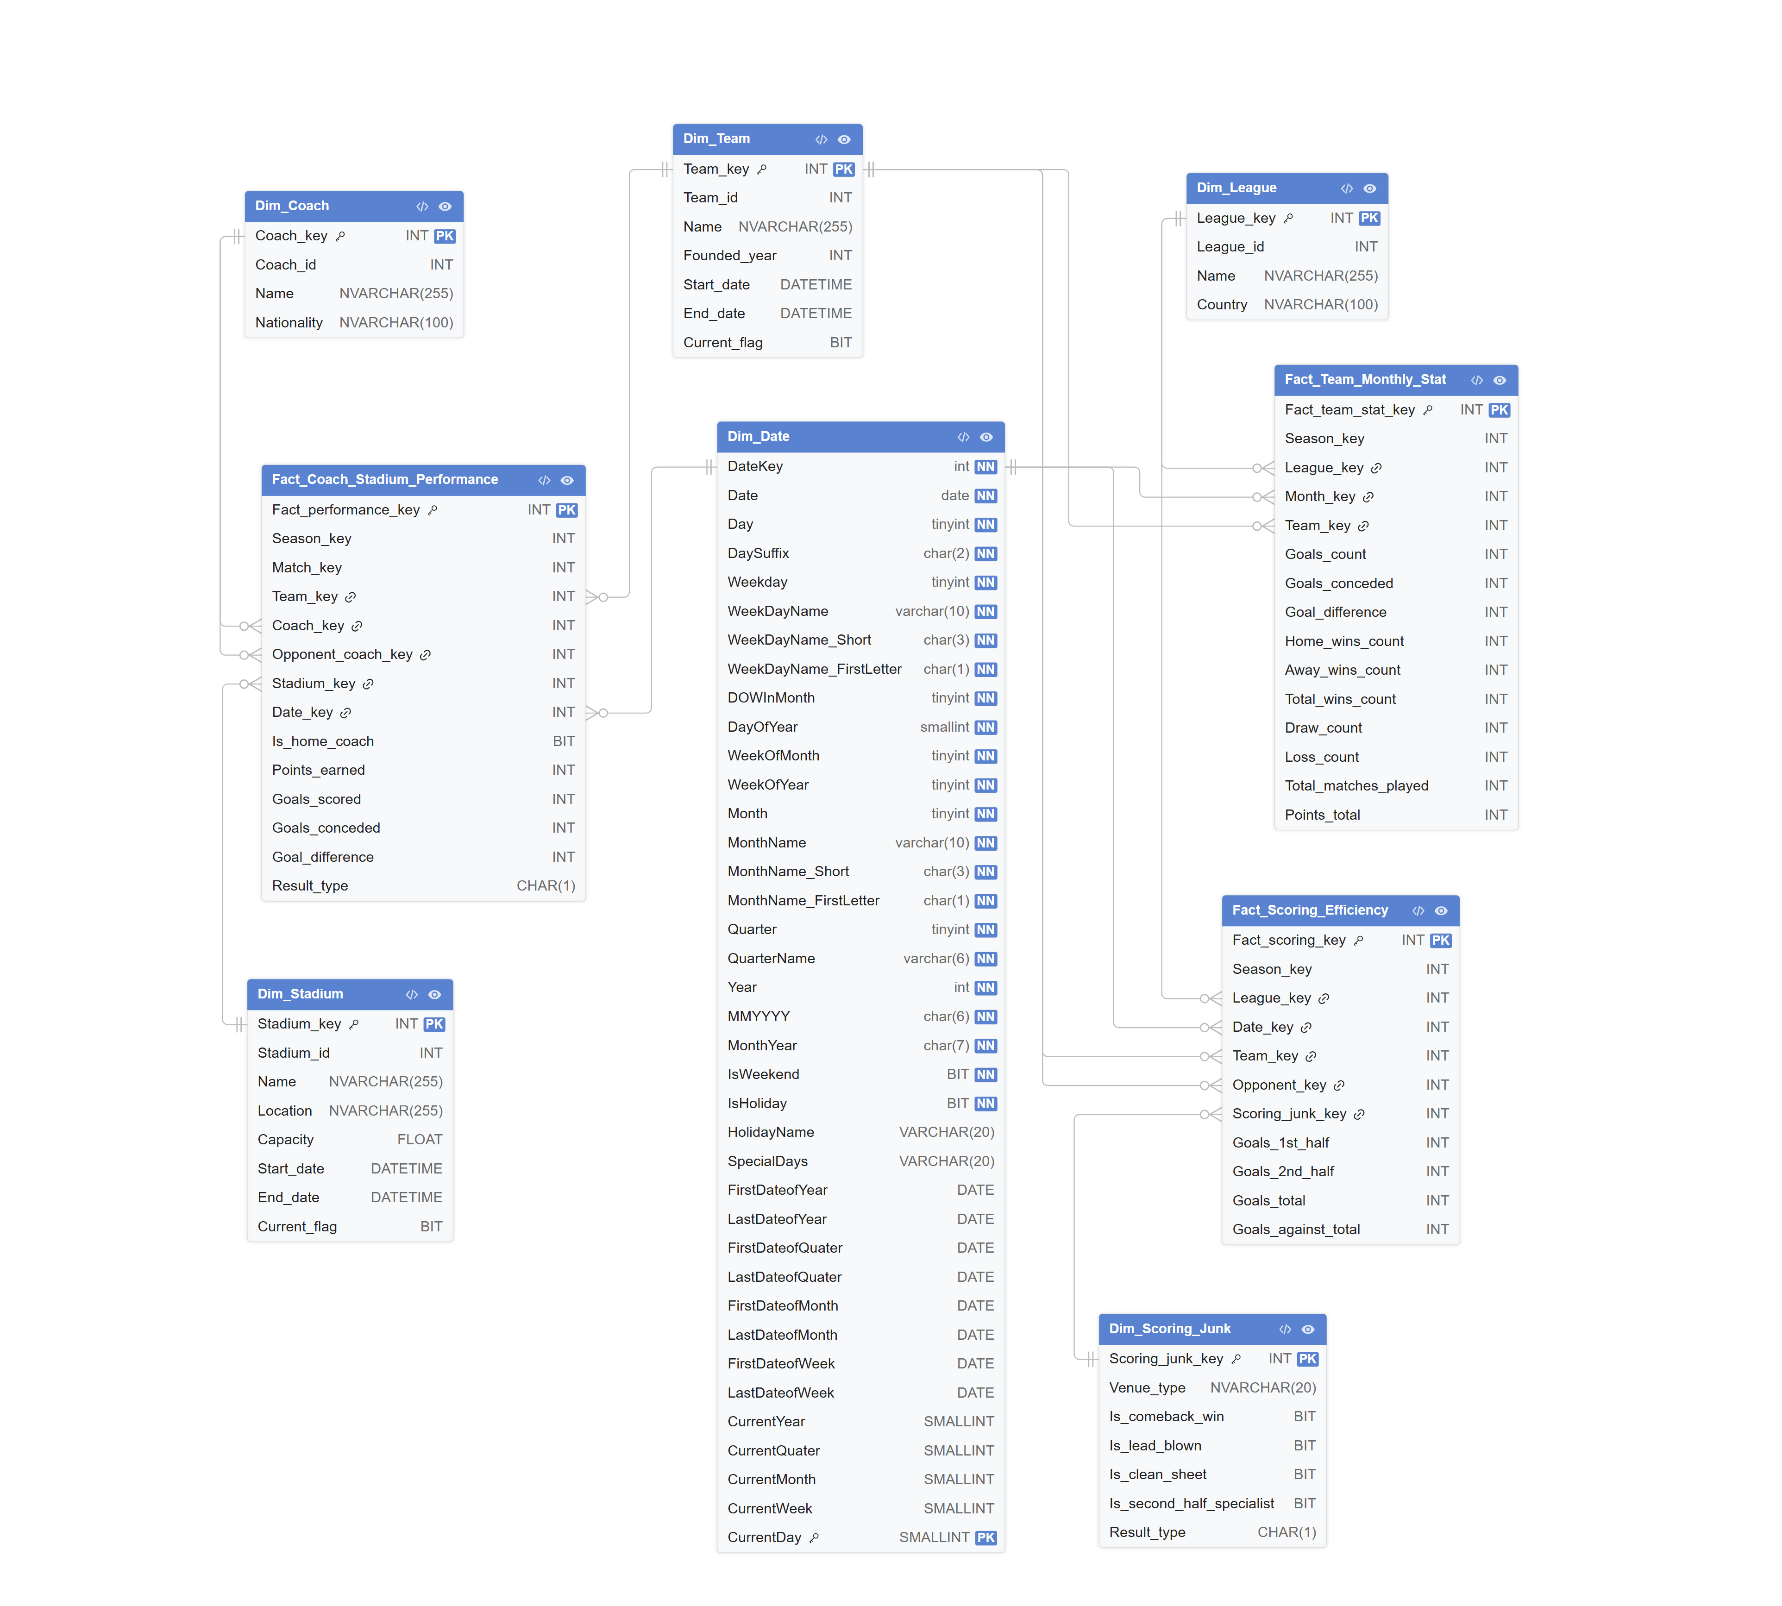 Dim_Team
Team_key INT PK
Team_id INT
Name NVARCHAR(255)
Founded_year INT
Start_date DATETIME
End_date DATETIME
Current_flag BIT
Dim_Coach
Coach_key INT PK
Coach_id INT
Name NVARCHAR(255)
Nationality NVARCHAR(100)
Dim_League
League_key INT PK
League_id INT
Name NVARCHAR(255)
Country NVARCHAR(100)
Fact_Team_Monthly_Stat
Fact_team_stat_key INT PK
Season_key INT
League_key INT
Month_key INT
Team_key INT
Goals_count INT
Goals_conceded INT
Goal_difference INT
Home_wins_count INT
Away_wins_count INT
Total_wins_count INT
Draw_count INT
Loss_count INT
Total_matches_played INT
Points_total INT
Dim_Date
DateKey int NN
Date date NN
Day tinyint NN
DaySuffix char(2) NN
Weekday tinyint NN
WeekDayName varchar(10) NN
WeekDayName_Short char(3) NN
WeekDayName_FirstLetter char(1) NN
DOWInMonth tinyint NN
DayOfYear smallint NN
WeekOfMonth tinyint NN
WeekOfYear tinyint NN
Month tinyint NN
MonthName varchar(10) NN
MonthName_Short char(3) NN
MonthName_FirstLetter char(1) NN
Quarter tinyint NN
QuarterName varchar(6) NN
Year int NN
MMYYYY char(6) NN
MonthYear char(7) NN
IsWeekend BIT NN
IsHoliday BIT NN
HolidayName VARCHAR(20)
SpecialDays VARCHAR(20)
FirstDateofYear DATE
LastDateofYear DATE
FirstDateofQuater DATE
LastDateofQuater DATE
FirstDateofMonth DATE
LastDateofMonth DATE
FirstDateofWeek DATE
LastDateofWeek DATE
CurrentYear SMALLINT
CurrentQuater SMALLINT
CurrentMonth SMALLINT
CurrentWeek SMALLINT
CurrentDay SMALLINT PK
Fact_Coach_Stadium_Performance
Fact_performance_key INT PK
Season_key INT
Match_key INT
Team_key INT
Coach_key INT
Opponent_coach_key INT
Stadium_key INT
Date_key INT
Is_home_coach BIT
Points_earned INT
Goals_scored INT
Goals_conceded INT
Goal_difference INT
Result_type CHAR(1)
Fact_Scoring_Efficiency
Fact_scoring_key INT PK
Season_key INT
League_key INT
Date_key INT
Team_key INT
Opponent_key INT
Scoring_junk_key INT
Goals_1st_half INT
Goals_2nd_half INT
Goals_total INT
Goals_against_total INT
Dim_Stadium
Stadium_key INT PK
Stadium_id INT
Name NVARCHAR(255)
Location NVARCHAR(255)
Capacity FLOAT
Start_date DATETIME
End_date DATETIME
Current_flag BIT
Dim_Scoring_Junk
Scoring_junk_key INT PK
Venue_type NVARCHAR(20)
Is_comeback_win BIT
Is_lead_blown BIT
Is_clean_sheet BIT
Is_second_half_specialist BIT
Result_type CHAR(1)